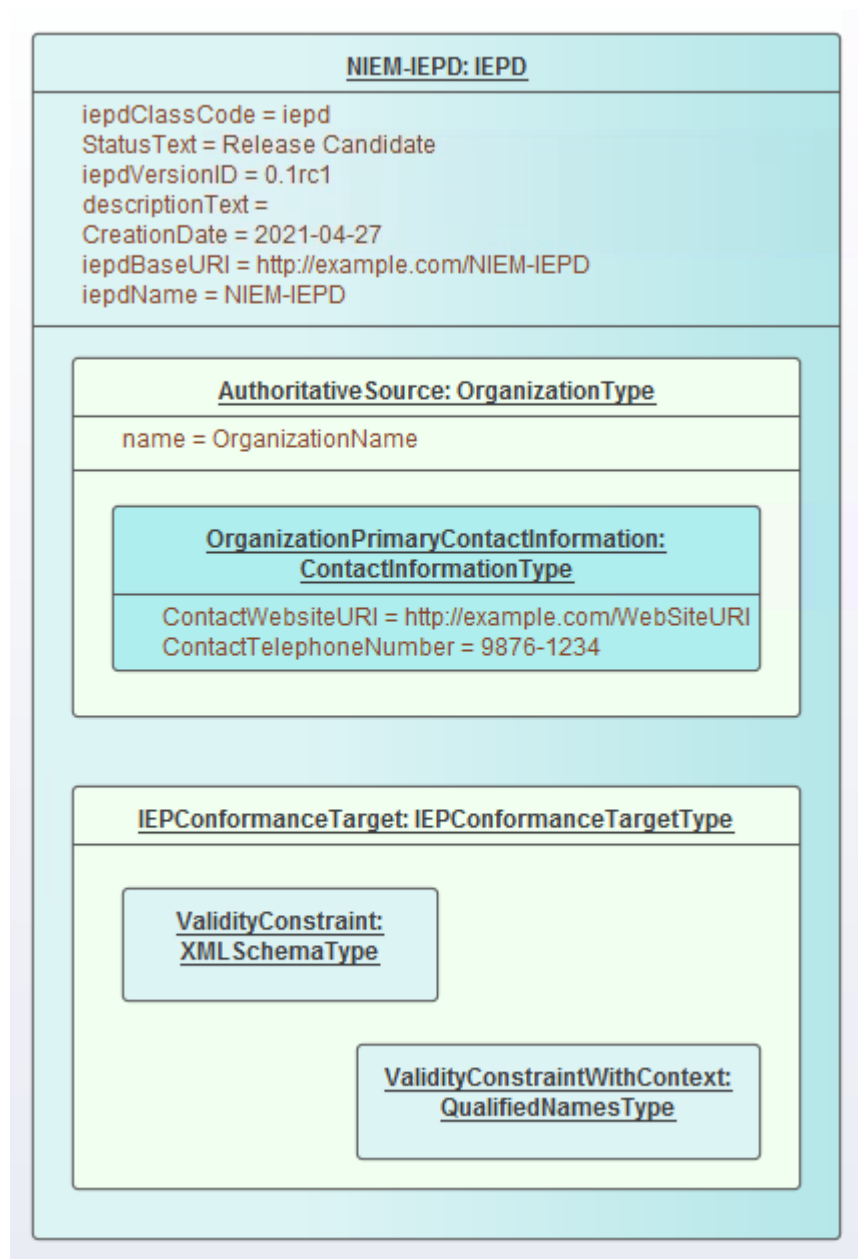 NIEM-IEPD: IEPD
iepdClassCode = iepd
StatusText = Release Candidate
iepdVersionID = 0.1rc1
descriptionText =
CreationDate = 2021-04-27
iepdBaseURI = http://example.com/NIEM-IEPD
iepdName = NIEM-IEPD
AuthoritativeSource: OrganizationType
name = OrganizationName
OrganizationPrimaryContactInformation:
ContactInformationType
ContactWebsiteURI = http://example.com/WebSiteURI
ContactTelephoneNumber = 9876-1234
IEPConformanceTarget: IEPConformanceTargetType
ValidityConstraint:
XMLSchemaType
ValidityConstraintWithContext:
QualifiedNamesType